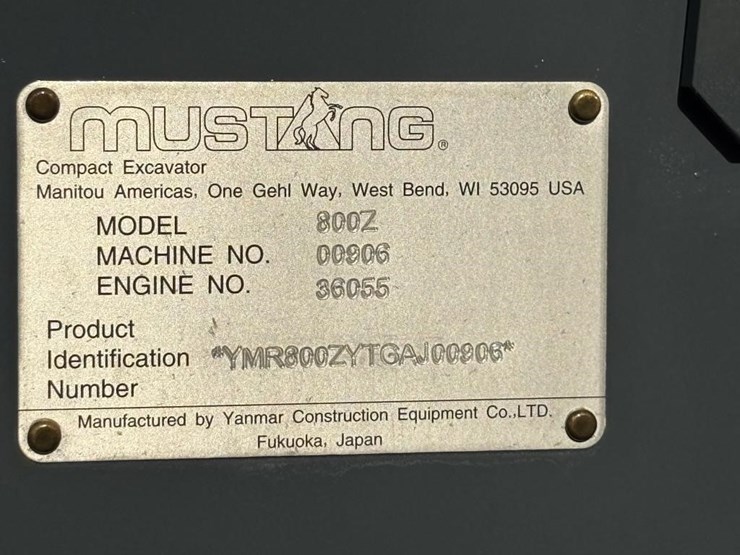 MUSTANG®
Compact Excavator
Manitou Americas, One Gehl Way, West Bend, WI 53095 USA
MODEL 800Z
MACHINE NO. 00906
ENGINE NO. 36055
Product
Identification *YMR800ZYTGAJ00906*
Number
Manufactured by Yanmar Construction Equipment Co.,LTD.
Fukuoka, Japan